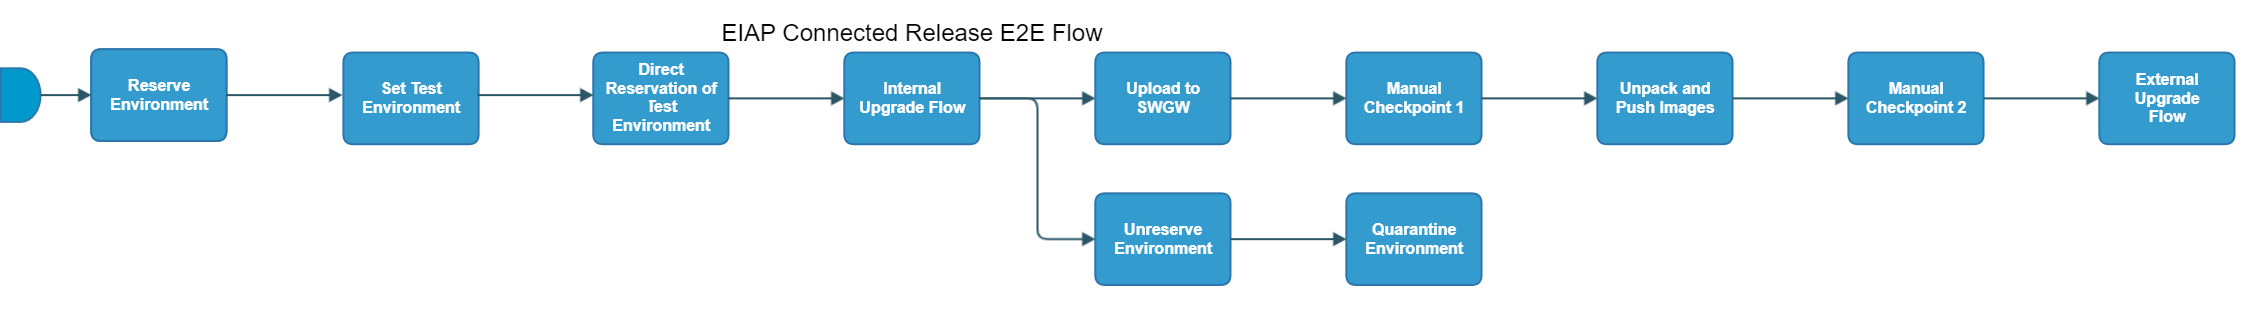 EIAP Connected Release E2E Flow
Reserve
Environment
Set Test
Environment
Direct
Reservation of
Test
Environment
Internal
Upgrade Flow
Upload to
SWGW
Manual
Checkpoint 1
Unpack and
Push Images
Manual
Checkpoint 2
External
Upgrade
Flow
Unreserve
Environment
Quarantine
Environment